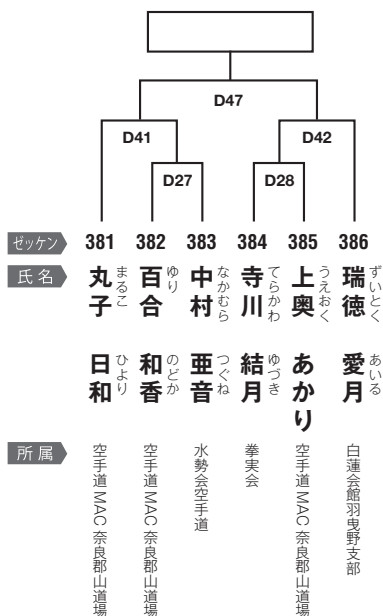 D47
D41
D42
D27
D28
ゼッケン
381
382
383
384
385
386
氏名
丸子 日和
まるこ ひより
百合 和香
ゆり のどか
中村 亜音
なかむら つぐね
寺川 結月
てらかわ ゆづき
上奥 あかり
うえおく
瑞徳 愛月
ずいとく あいる
所属
空手道MAC奈良郡山道場
空手道MAC奈良郡山道場
水勢会空手道
拳実会
空手道MAC奈良郡山道場
白蓮会館羽曳野支部